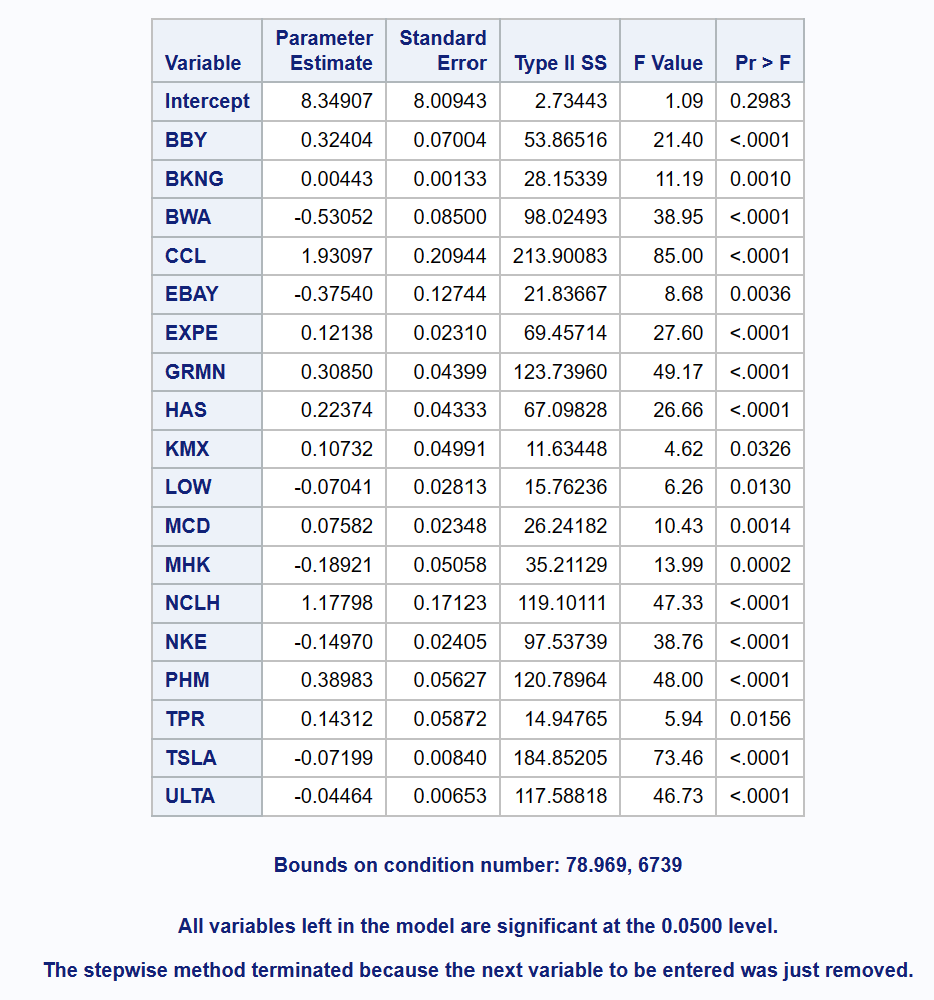 Variable Parameter Estimate Standard Error Type II SS F Value Pr > F
Intercept 8.34907 8.00943 2.73443 1.09 0.2983
BBY 0.32404 0.07004 53.86516 21.40 <.0001
BKNG 0.00443 0.00133 28.15339 11.19 0.0010
BWA -0.53052 0.08500 98.02493 38.95 <.0001
CCL 1.93097 0.20944 213.90083 85.00 <.0001
EBAY -0.37540 0.12744 21.83667 8.68 0.0036
EXPE 0.12138 0.02310 69.45714 27.60 <.0001
GRMN 0.30850 0.04399 123.73960 49.17 <.0001
HAS 0.22374 0.04333 67.09828 26.66 <.0001
KMX 0.10732 0.04991 11.63448 4.62 0.0326
LOW -0.07041 0.02813 15.76236 6.26 0.0130
MCD 0.07582 0.02348 26.24182 10.43 0.0014
MHK -0.18921 0.05058 35.21129 13.99 0.0002
NCLH 1.17798 0.17123 119.10111 47.33 <.0001
NKE -0.14970 0.02405 97.53739 38.76 <.0001
PHM 0.38983 0.05627 120.78964 48.00 <.0001
TPR 0.14312 0.05872 14.94765 5.94 0.0156
TSLA -0.07199 0.00840 184.85205 73.46 <.0001
ULTA -0.04464 0.00653 117.58818 46.73 <.0001
Bounds on condition number: 78.969, 6739
All variables left in the model are significant at the 0.0500 level.
The stepwise method terminated because the next variable to be entered was just removed.